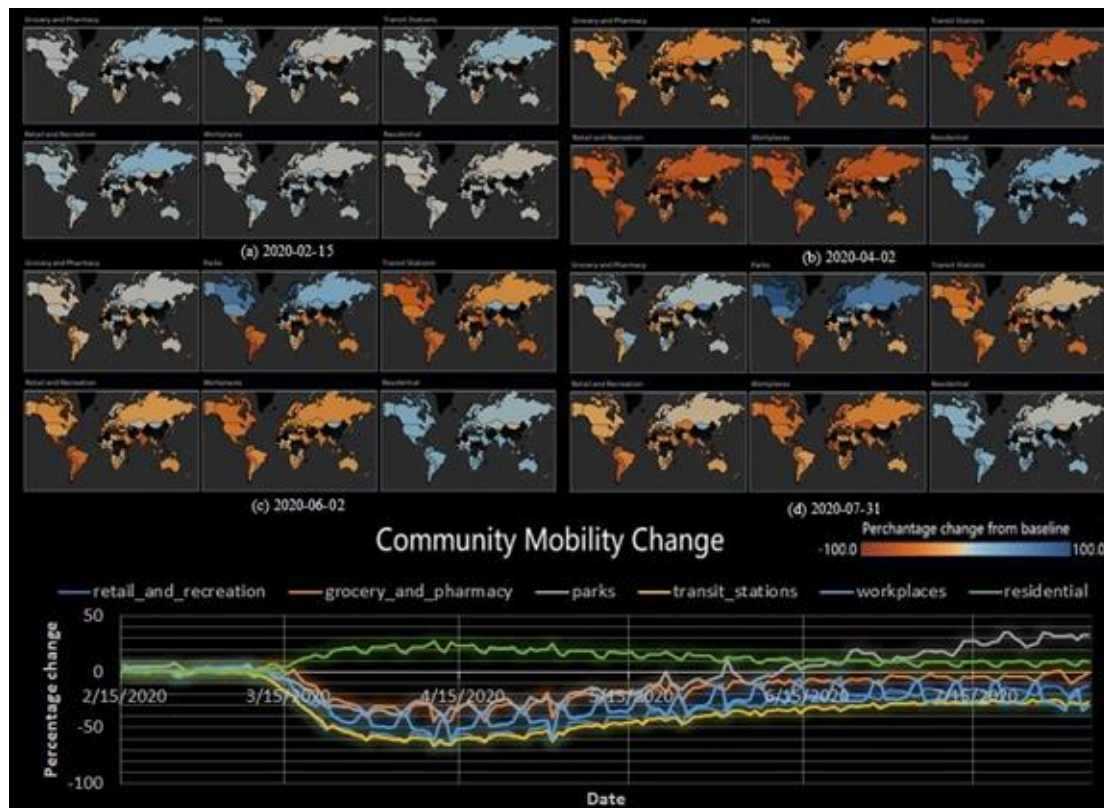 Grocery and Pharmacy Parks Transit Stations
Retail and Recreation Workplaces Residential
(a) 2020-02-15
Grocery and Pharmacy Parks Transit Stations
Retail and Recreation Workplaces Residential
(b) 2020-04-02
Grocery and Pharmacy Parks Transit Stations
Retail and Recreation Workplaces Residential
(c) 2020-06-02
Grocery and Pharmacy Parks Transit Stations
Retail and Recreation Workplaces Residential
(d) 2020-07-31
Community Mobility Change
Perchantage change from baseline
-100.0 100.0
retail_and_recreation grocery_and_pharmacy parks transit_stations workplaces residential
Percentage change
50
0
-50
-100
2/15/2020 3/15/2020 4/15/2020 5/15/2020 6/15/2020 7/15/2020
Date